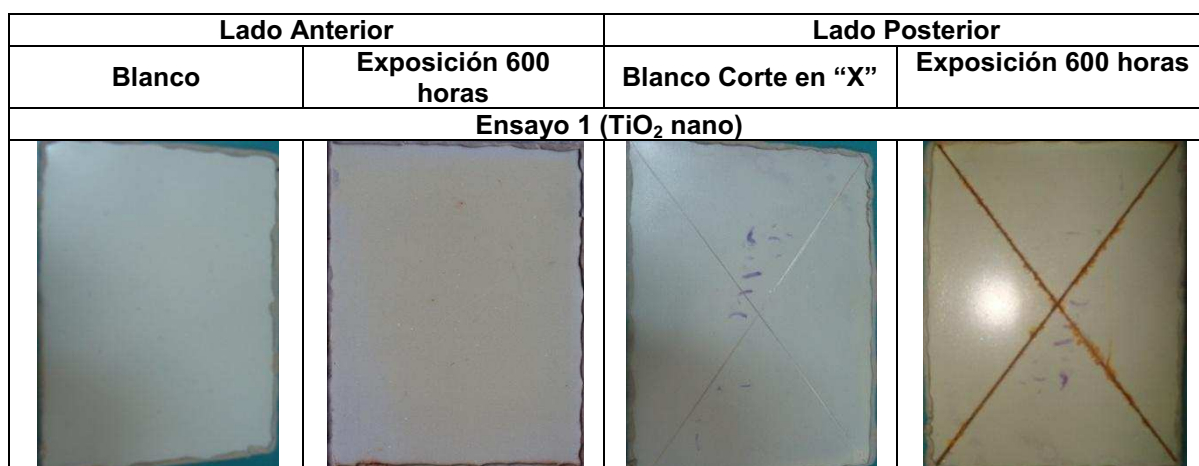 Lado Anterior
Lado Posterior
Blanco
Exposición 600
horas
Blanco Corte en “X”
Exposición 600 horas
Ensayo 1 (TiO₂ nano)